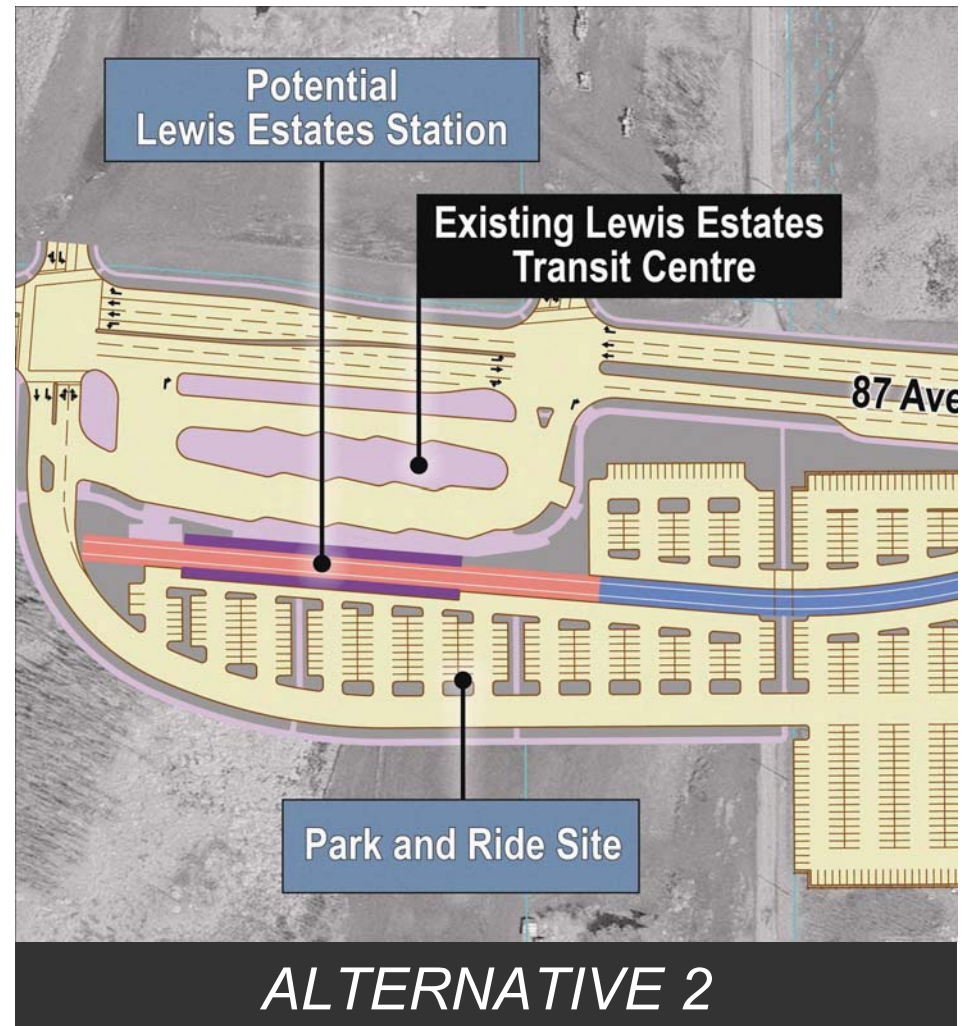 Potential
Lewis Estates Station
Existing Lewis Estates
Transit Centre
87 Ave
Park and Ride Site
ALTERNATIVE 2